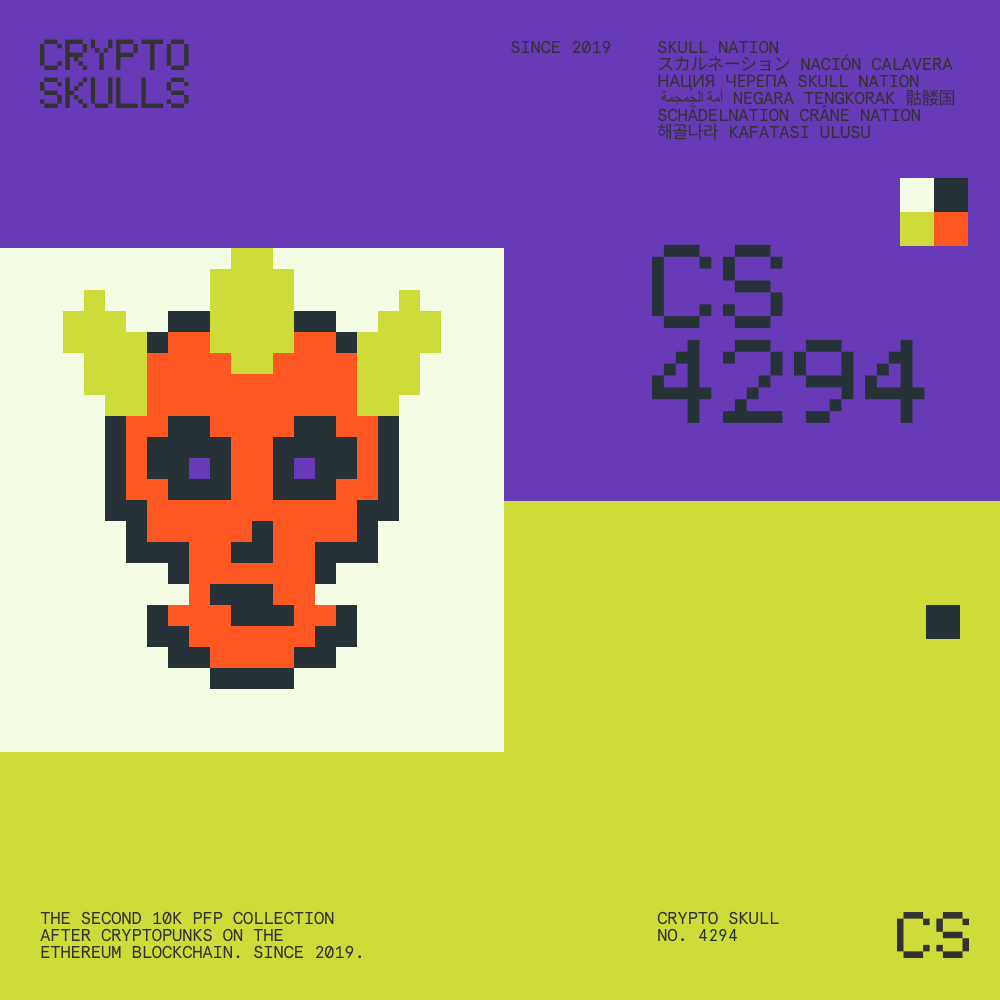 CRYPTO
SKULLS
SINCE 2019
SKULL NATION
スカルネーション NACIÓN CALAVERA
НАЦИЯ ЧЕРЕПА SKULL NATION
أمة الجمجمة NEGARA TENGKORAK 骷髅国
SCHÄDELNATION CRÂNE NATION
해골나라 KAFATASI ULUSU
CS
4294
THE SECOND 10K PFP COLLECTION
AFTER CRYPTOPUNKS ON THE
ETHEREUM BLOCKCHAIN. SINCE 2019.
CRYPTO SKULL
NO. 4294
CS